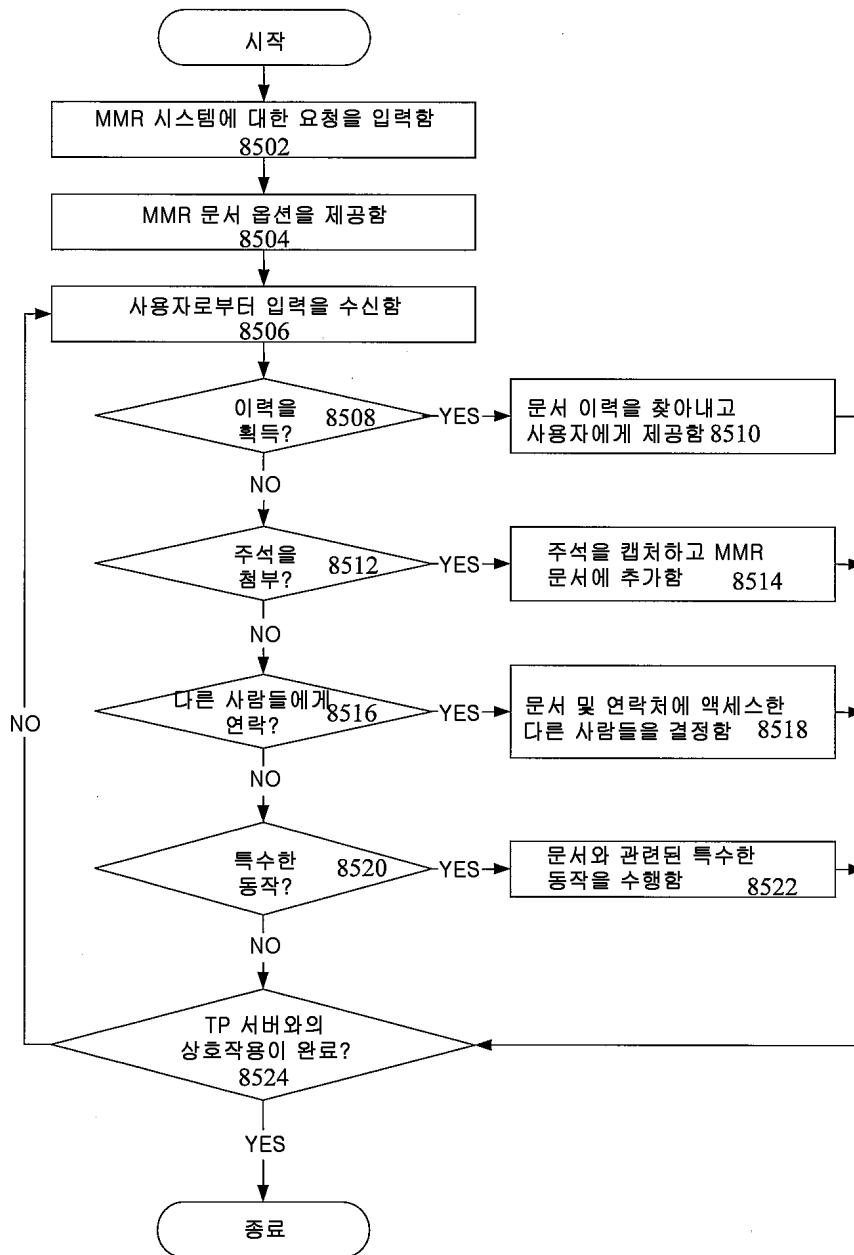 시작
MMR 시스템에 대한 요청을 입력함
8502
MMR 문서 옵션을 제공함
8504
사용자로부터 입력을 수신함
8506
이력을
획득?
8508
YES
문서 이력을 찾아내고
사용자에게 제공함 8510
NO
주석을
첨부?
8512
YES
주석을 캡처하고 MMR
문서에 추가함
8514
NO
다른 사람들에게
연락?
8516
YES
문서 및 연락처에 액세스한
다른 사람들을 결정함
8518
NO
NO
특수한
동작?
8520
YES
문서와 관련된 특수한
동작을 수행함
8522
NO
TP 서버와의
상호작용이 완료?
8524
YES
종료